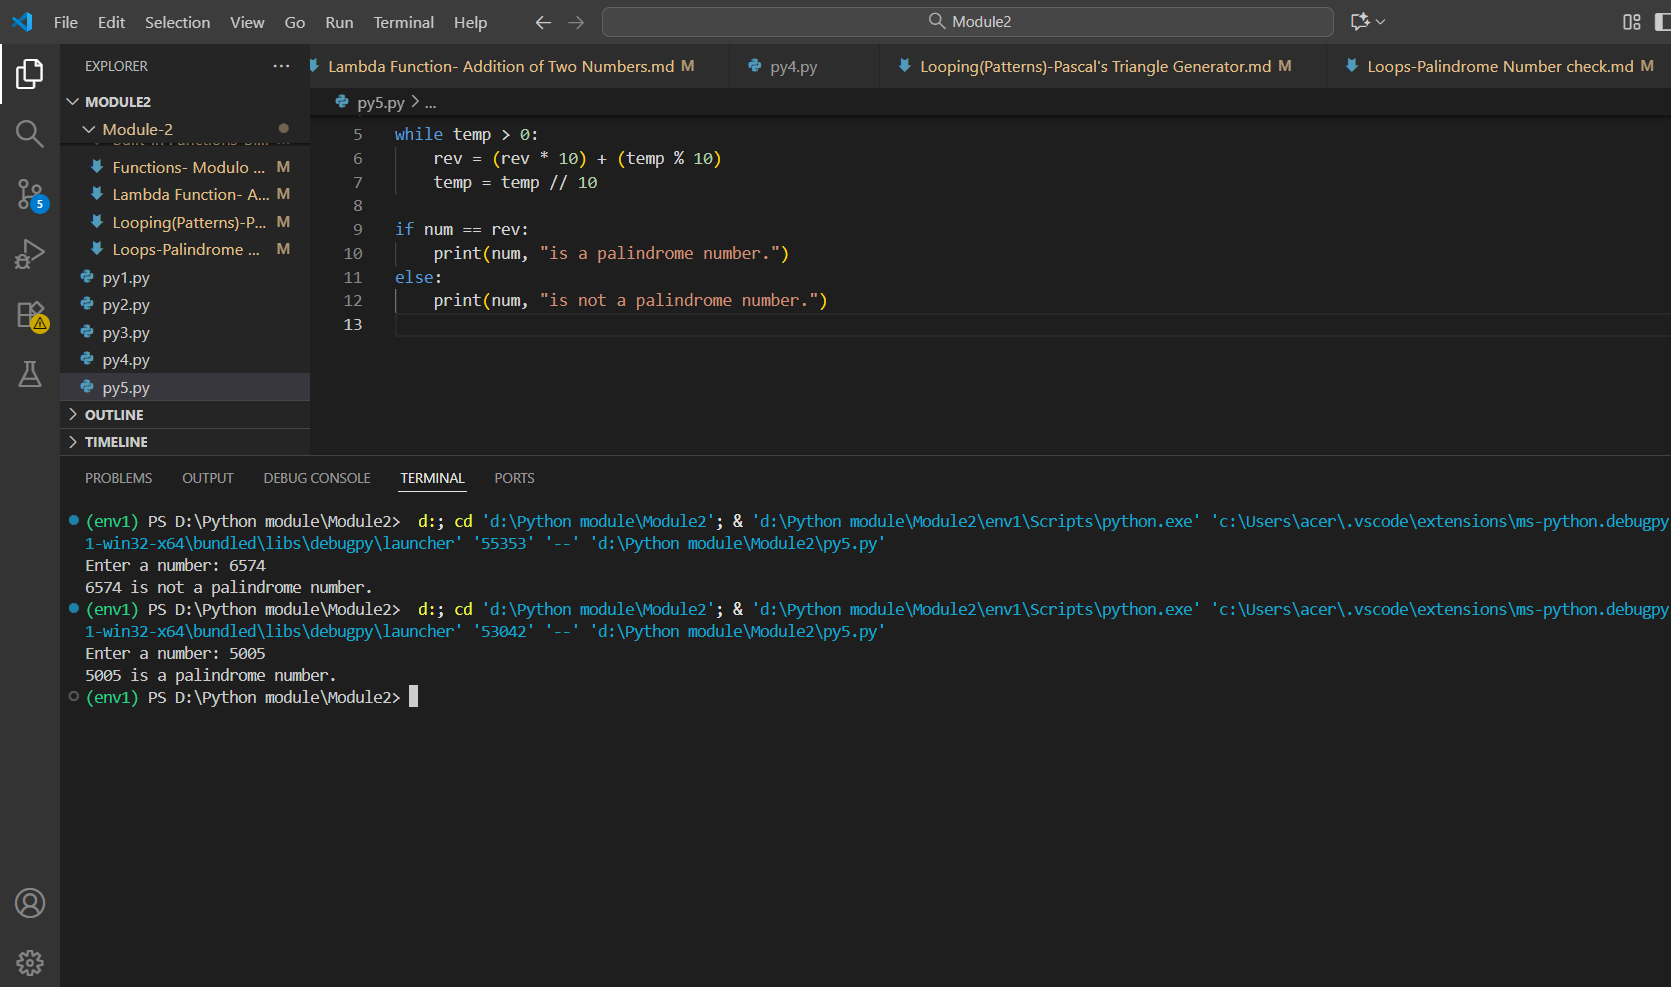 File Edit Selection View Go Run Terminal Help
Module2
EXPLORER
MODULE2
Module-2
Functions- Modulo ... M
Lambda Function- A... M
Looping(Patterns)-P... M
Loops-Palindrome ... M
py1.py
py2.py
py3.py
py4.py
py5.py
OUTLINE
TIMELINE
5
Lambda Function- Addition of Two Numbers.md M
py4.py
Looping(Patterns)-Pascal's Triangle Generator.md M
Loops-Palindrome Number check.md M
py5.py > ...
5 while temp > 0:
6 rev = (rev * 10) + (temp % 10)
7 temp = temp // 10
8
9 if num == rev:
10 print(num, "is a palindrome number.")
11 else:
12 print(num, "is not a palindrome number.")
13
PROBLEMS OUTPUT DEBUG CONSOLE TERMINAL PORTS
(env1) PS D:\Python module\Module2> d:; cd 'd:\Python module\Module2'; & 'd:\Python module\Module2\env1\Scripts\python.exe' 'c:\Users\acer\.vscode\extensions\ms-python.debugpy
1-win32-x64\bundled\libs\debugpy\launcher' '55353' '--' 'd:\Python module\Module2\py5.py'
Enter a number: 6574
6574 is not a palindrome number.
(env1) PS D:\Python module\Module2> d:; cd 'd:\Python module\Module2'; & 'd:\Python module\Module2\env1\Scripts\python.exe' 'c:\Users\acer\.vscode\extensions\ms-python.debugpy
1-win32-x64\bundled\libs\debugpy\launcher' '53042' '--' 'd:\Python module\Module2\py5.py'
Enter a number: 5005
5005 is a palindrome number.
(env1) PS D:\Python module\Module2>